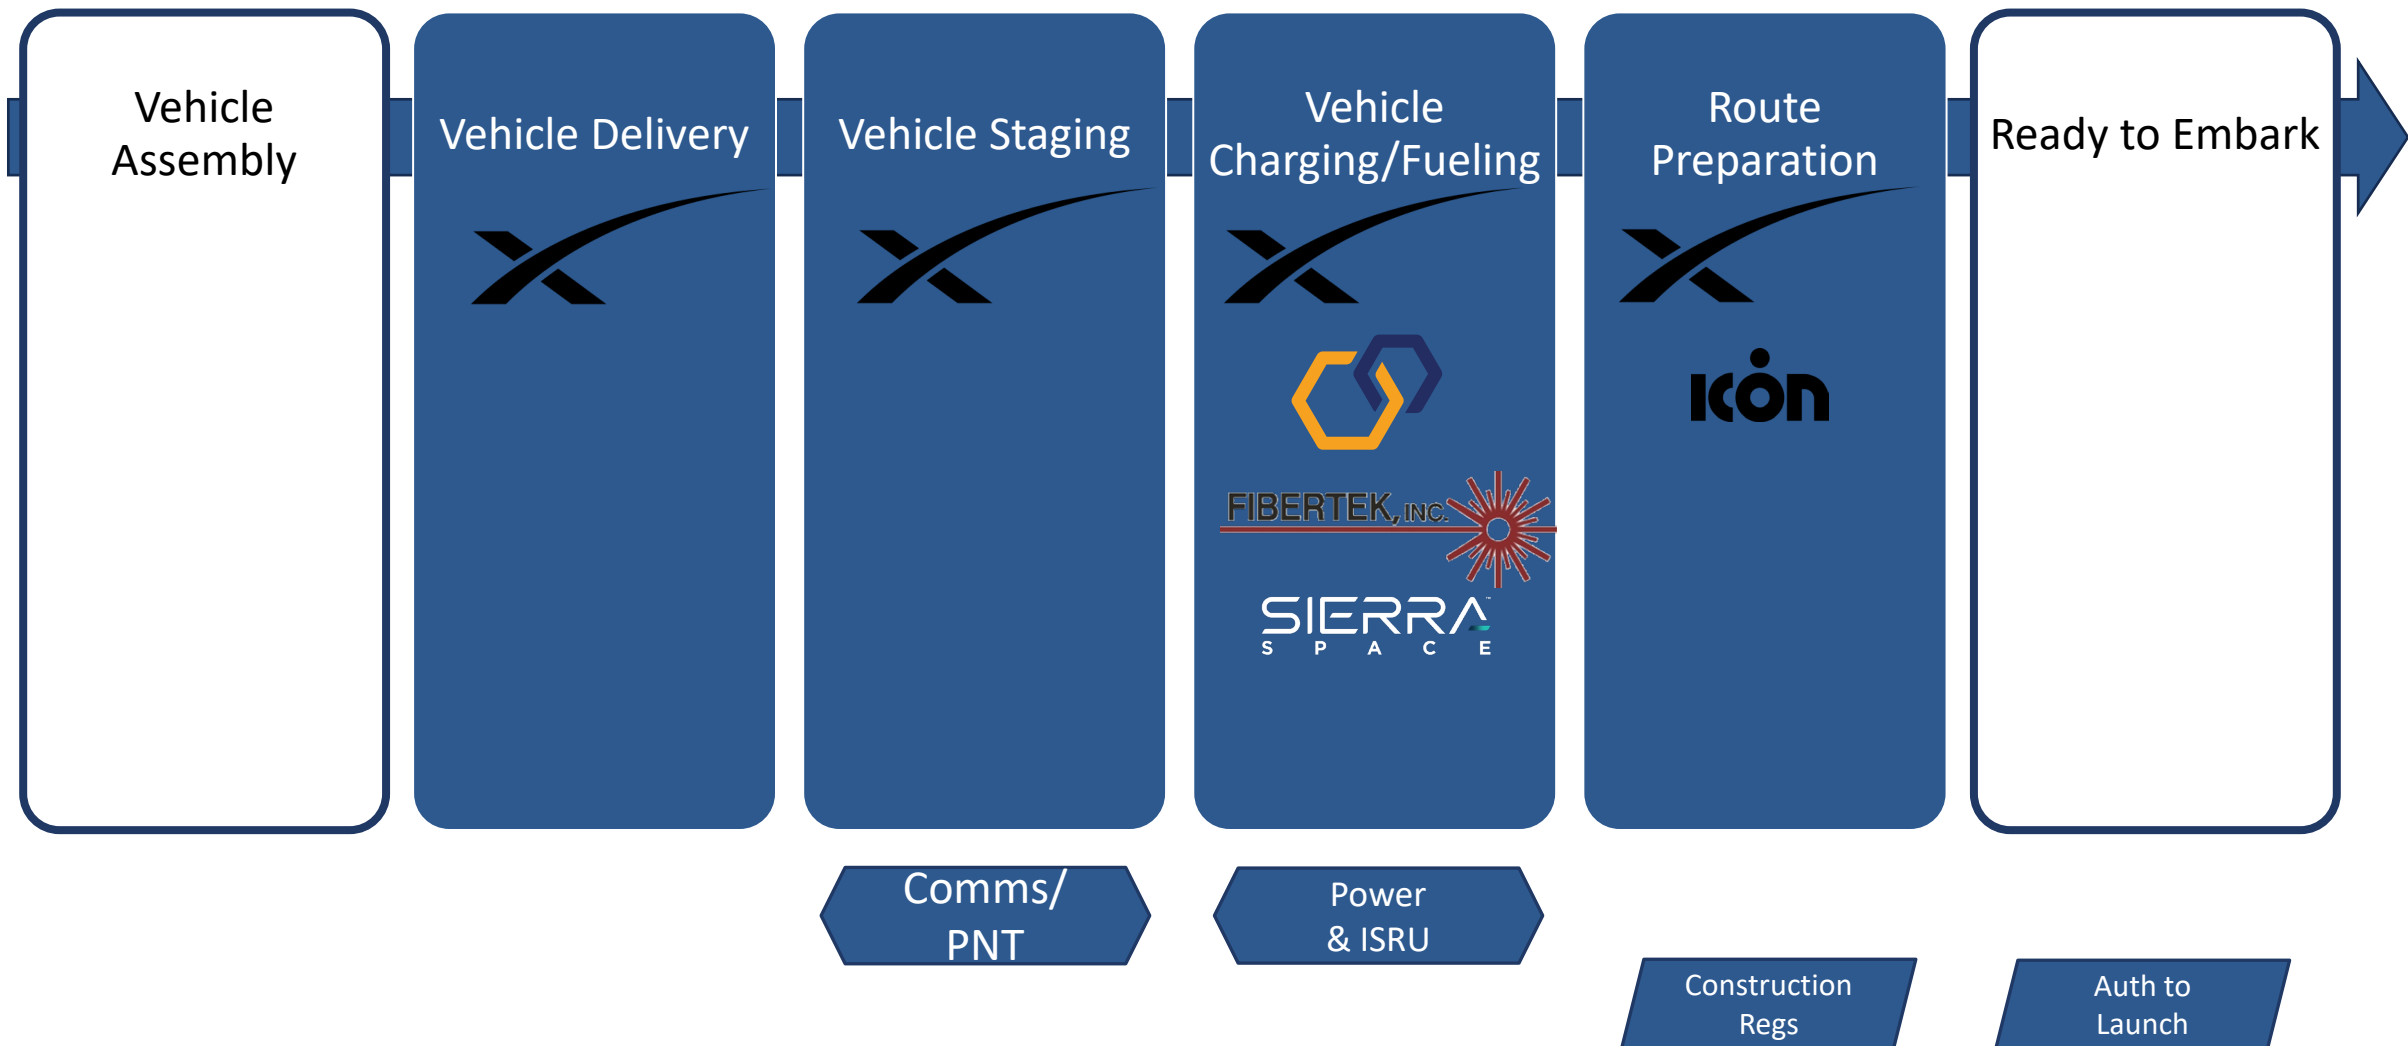 Vehicle
Assembly
Vehicle Delivery
Vehicle Staging
Vehicle
Charging/Fueling
Route
Preparation
Ready to Embark
ICON
FIBERTEK, INC.
SIERRA™
SPACE
Comms/
PNT
Power
& ISRU
Construction
Regs
Auth to
Launch